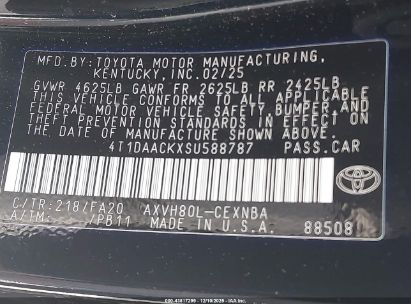 MFD. BY: TOYOTA MOTOR MANUFACTURING,
KENTUCKY, INC. 02/25
GVWR 4625LB GAWR FR 2625LB RR 2425LB
THIS VEHICLE CONFORMS TO ALL APPLICABLE
FEDERAL MOTOR VEHICLE SAFETY, BUMPER, AND
THEFT PREVENTION STANDARDS IN EFFECT ON
THE DATE OF MANUFACTURE SHOWN ABOVE.
4T1DAACKXSU588787 PASS.CAR
C/TR:218/FA20 AXVH80L-CEXNBA
A/TM: /PB11 MADE IN U.S.A.
TOYOTA
88508